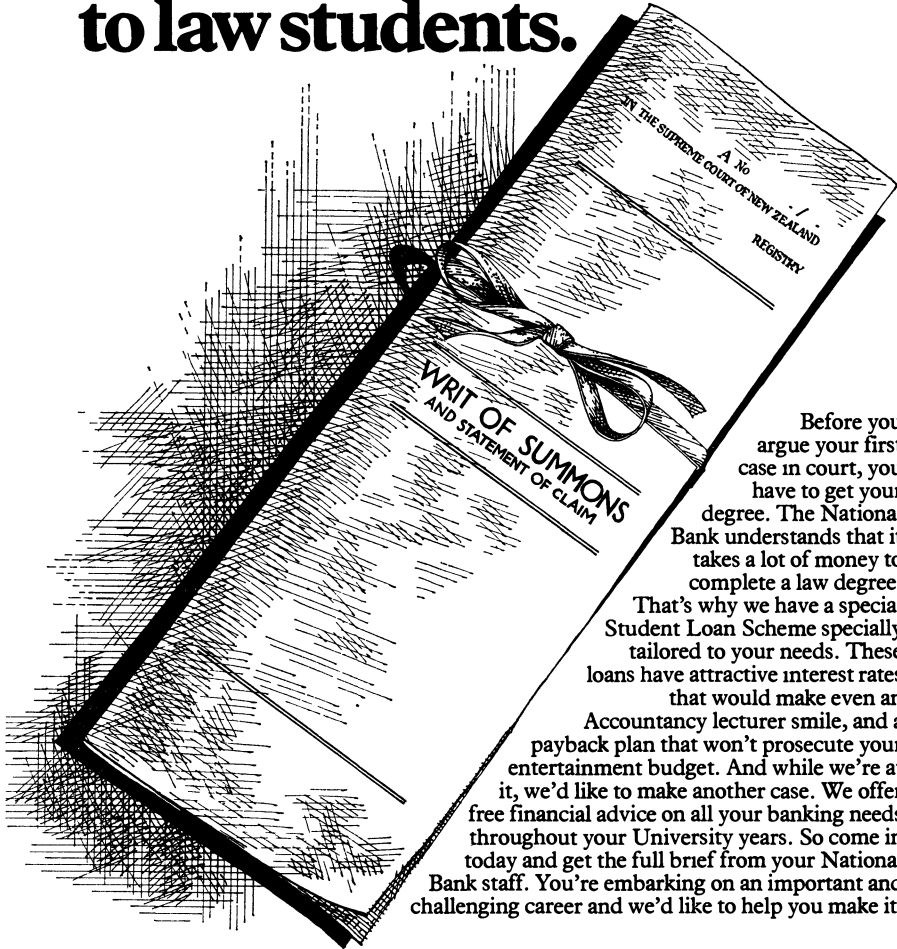 to law students.
IN THE SUPREME COURT OF NEW ZEALAND
A No
REGISTRY
WRIT OF SUMMONS
AND STATEMENT OF CLAIM
Before you
argue your first
case in court, you
have to get your
degree. The Nationa
Bank understands that it
takes a lot of money to
complete a law degree
That's why we have a specia
Student Loan Scheme specially
tailored to your needs. These
loans have attractive interest rates
that would make even an
Accountancy lecturer smile, and a
payback plan that won't prosecute your
entertainment budget. And while we're at
it, we'd like to make another case. We offer
free financial advice on all your banking needs
throughout your University years. So come in
today and get the full brief from your Nationa
Bank staff. You're embarking on an important and
challenging career and we'd like to help you make it